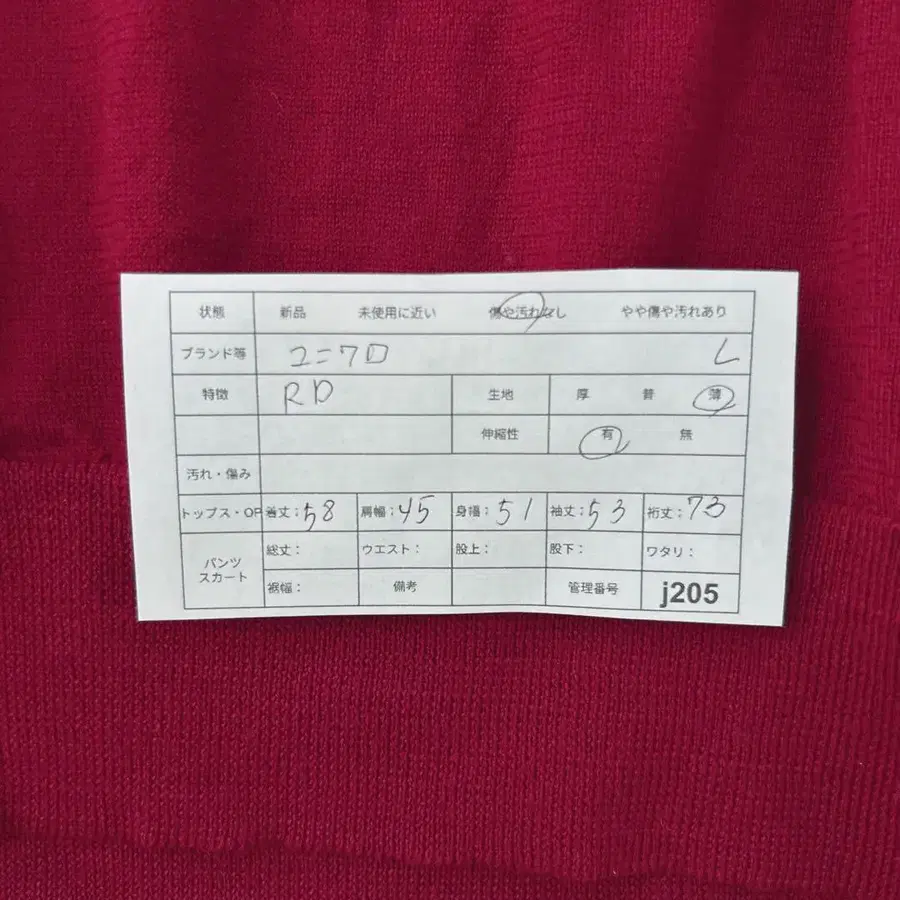 状態 新品 未使用に近い 傷や汚れなし やや傷や汚れあり
ブランド等 ユニクロ L
特徴 RD 生地 厚 普 薄
伸縮性 有 無
汚れ・傷み
トップス・OP 着丈:58 肩幅:45 身幅:51 袖丈:53 裄丈:73
パンツ スカート 総丈: ウエスト: 股上: 股下: ワタリ:
裾幅: 備考 管理番号 j205